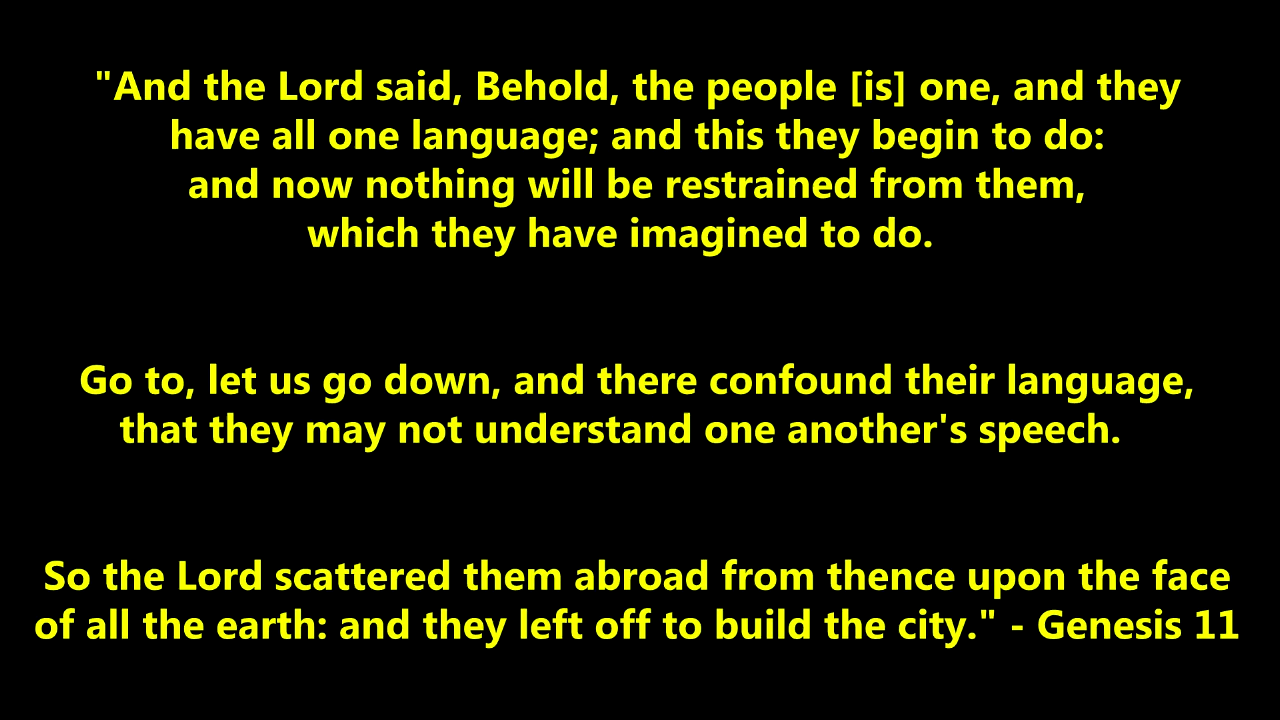 "And the Lord said, Behold, the people [is] one, and they
have all one language; and this they begin to do:
and now nothing will be restrained from them,
which they have imagined to do.
Go to, let us go down, and there confound their language,
that they may not understand one another's speech.
So the Lord scattered them abroad from thence upon the face
of all the earth: and they left off to build the city." - Genesis 11